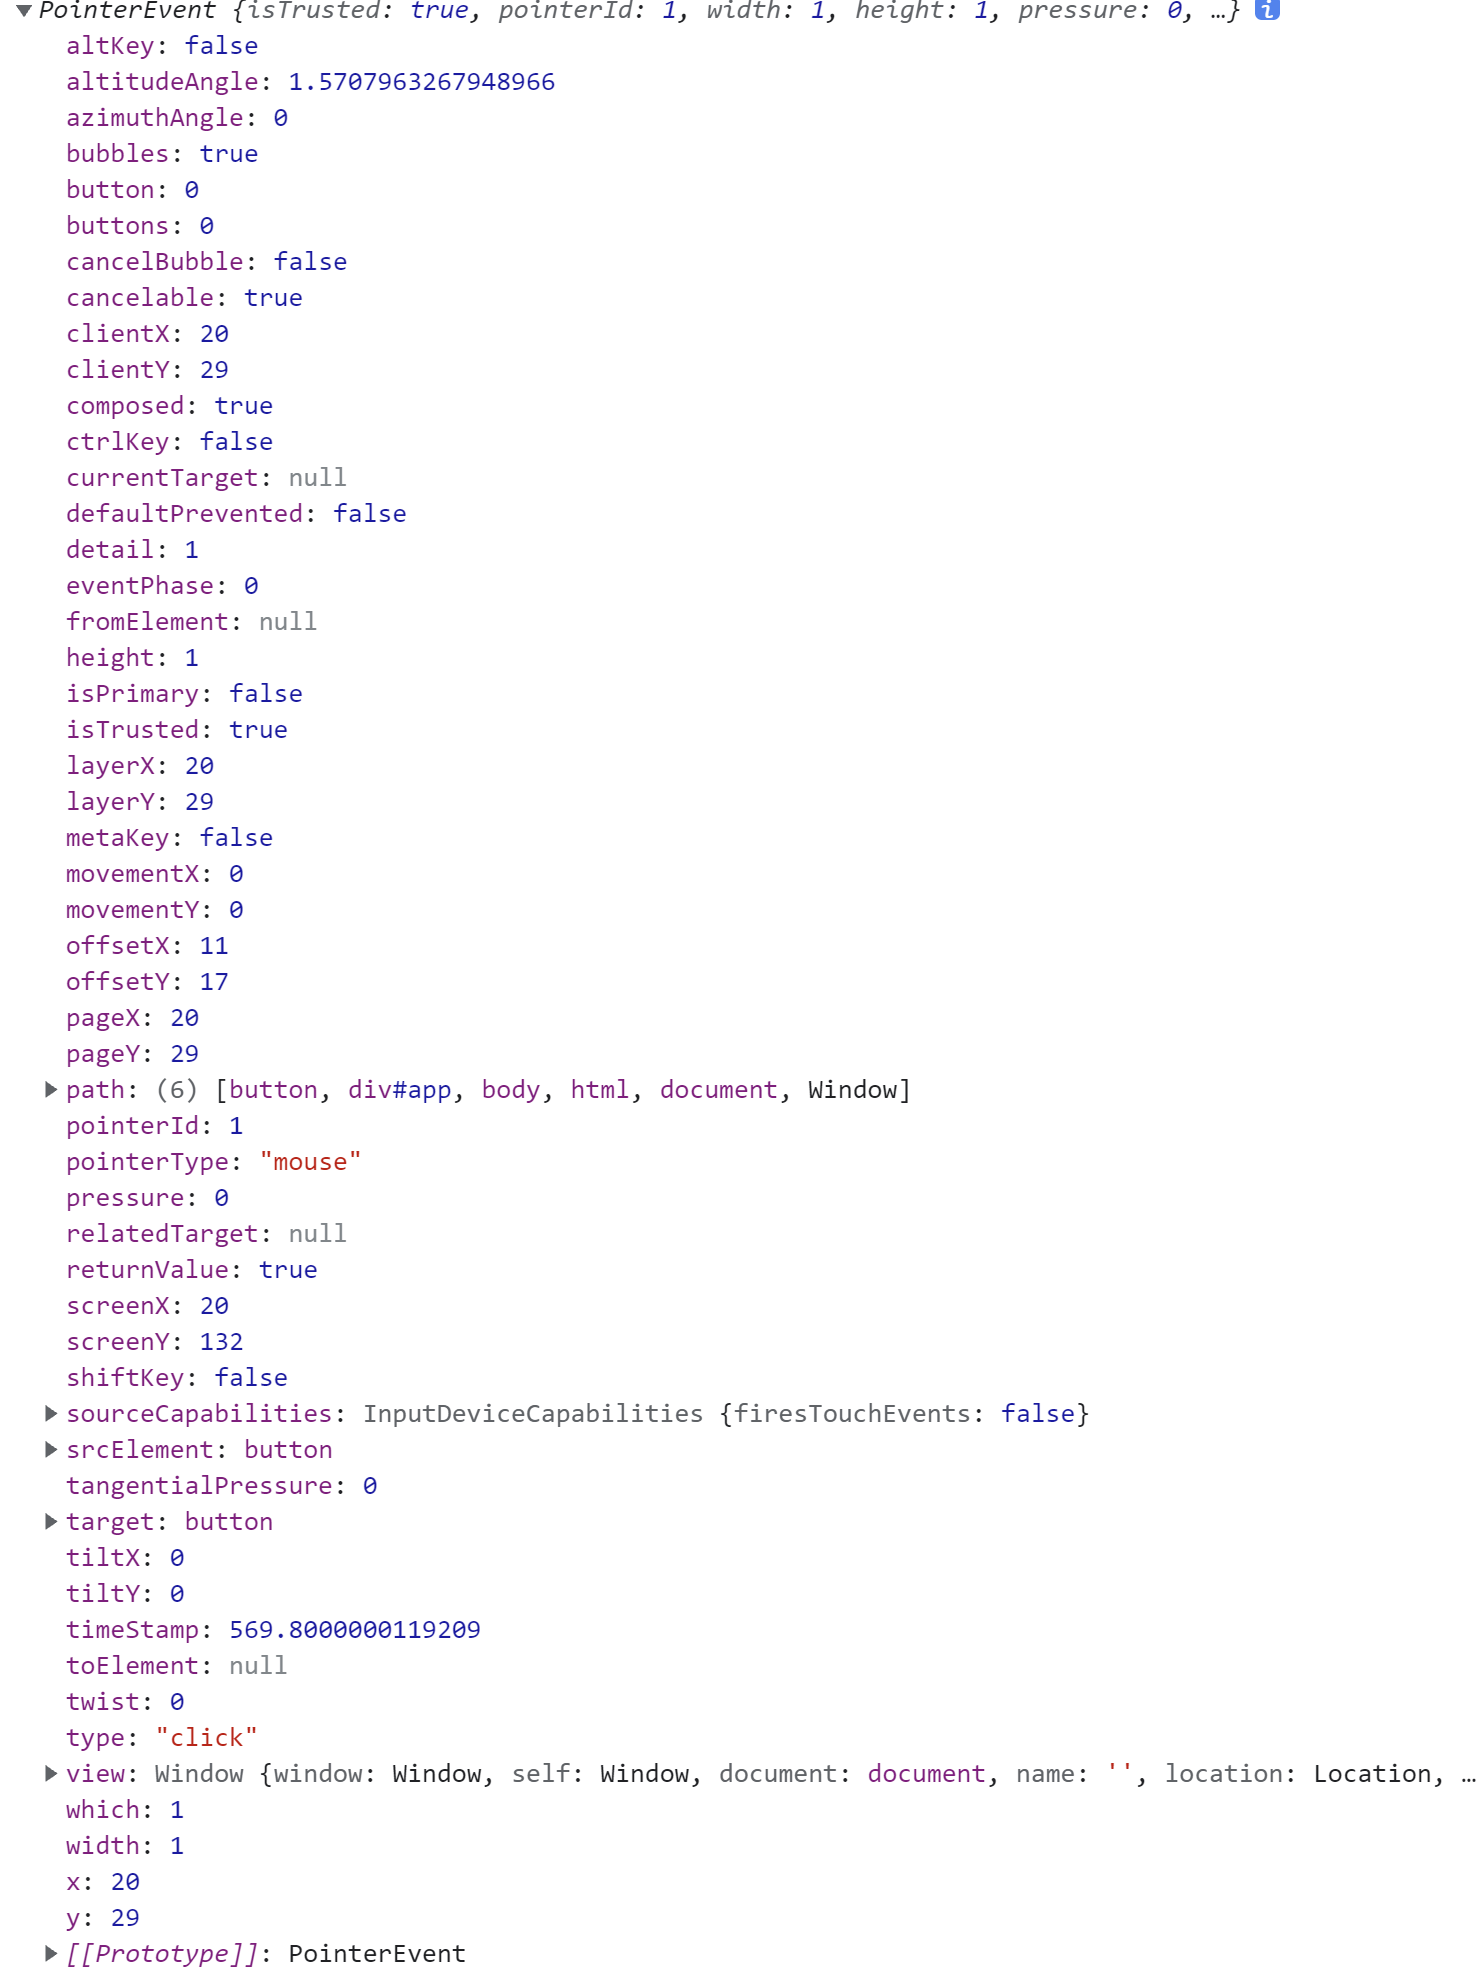 PointerEvent {isTrusted: true, pointerId: 1, width: 1, height: 1, pressure: 0, …} i
altKey: false
altitudeAngle: 1.5707963267948966
azimuthAngle: 0
bubbles: true
button: 0
buttons: 0
cancelBubble: false
cancelable: true
clientX: 20
clientY: 29
composed: true
ctrlKey: false
currentTarget: null
defaultPrevented: false
detail: 1
eventPhase: 0
fromElement: null
height: 1
isPrimary: false
isTrusted: true
layerX: 20
layerY: 29
metaKey: false
movementX: 0
movementY: 0
offsetX: 11
offsetY: 17
pageX: 20
pageY: 29
path: (6) [button, div#app, body, html, document, Window]
pointerId: 1
pointerType: "mouse"
pressure: 0
relatedTarget: null
returnValue: true
screenX: 20
screenY: 132
shiftKey: false
sourceCapabilities: InputDeviceCapabilities {firesTouchEvents: false}
srcElement: button
tangentialPressure: 0
target: button
tiltX: 0
tiltY: 0
timeStamp: 569.8000000119209
toElement: null
twist: 0
type: "click"
view: Window {window: Window, self: Window, document: document, name: '', location: Location, …
which: 1
width: 1
x: 20
y: 29
[[Prototype]]: PointerEvent